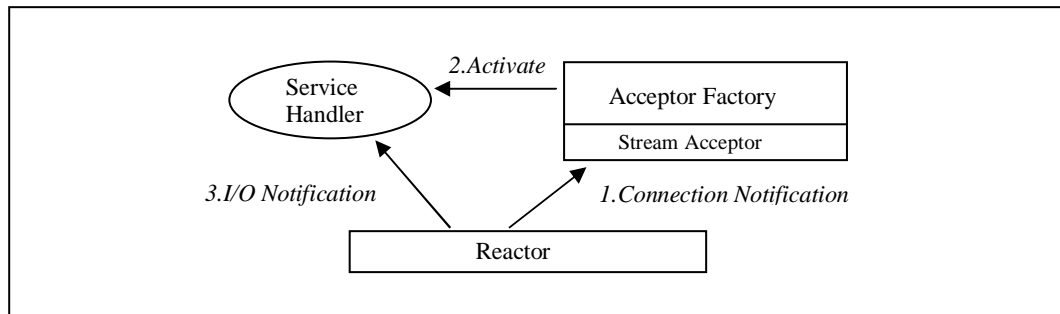 2.Activate
Service
Handler
Acceptor Factory
Stream Acceptor
3.I/O Notification
1.Connection Notification
Reactor